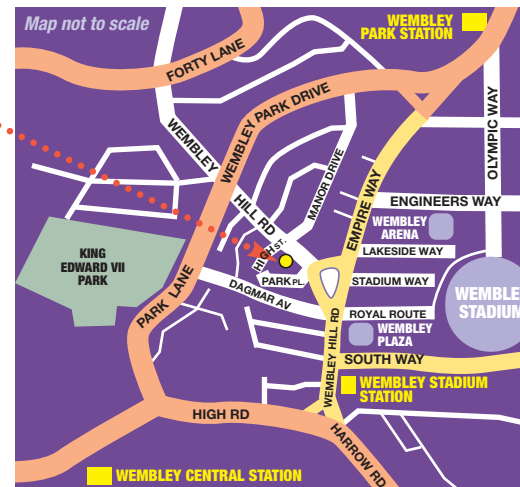 Map not to scale
WEMBLEY
PARK STATION
FORTY LANE
WEMBLEY
HILL RD
WEMBLEY PARK DRIVE
OLYMPIC WAY
MANOR DRIVE
EMPIRE WAY
ENGINEERS WAY
WEMBLEY
ARENA
LAKESIDE WAY
HIGH ST.
KING
EDWARD VII
PARK
PARK PL.
STADIUM WAY
DAGMAR AV
PARK LANE
WEMBLEY
STADIUM
ROYAL ROUTE
WEMBLEY
PLAZA
WEMBLEY HILL RD
SOUTH WAY
WEMBLEY STADIUM
STATION
HIGH RD
HARROW RD
WEMBLEY CENTRAL STATION